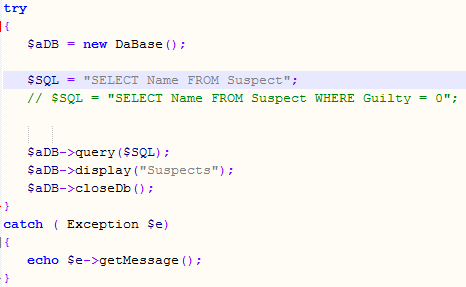 try
{
$aDB = new DaBase();
$SQL = "SELECT Name FROM Suspect";
// $SQL = "SELECT Name FROM Suspect WHERE Guilty = 0";
$aDB->query($SQL);
$aDB->display("Suspects");
$aDB->closeDb();
}
catch ( Exception $e)
{
echo $e->getMessage();
}